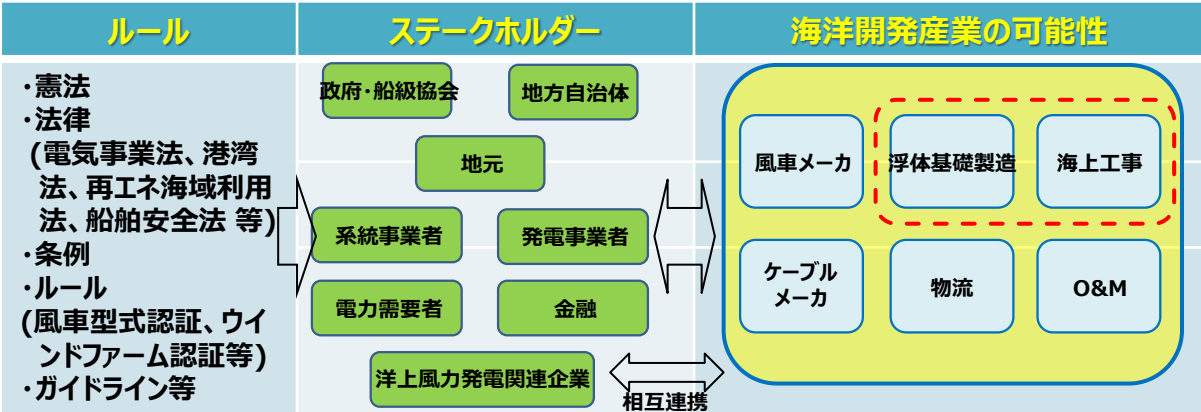 ルール
ステークホルダー
海洋開発産業の可能性
・憲法
・法律
(電気事業法、港湾
法、再エネ海域利用
法、船舶安全法 等)
・条例
・ルール
(風車型式認証、ウイ
ンドファーム認証等)
・ガイドライン等
政府・船級協会
地方自治体
地元
系統事業者
発電事業者
電力需要者
金融
洋上風力発電関連企業
相互連携
風車メーカ
浮体基礎製造
海上工事
ケーブル
メーカ
物流
O&M